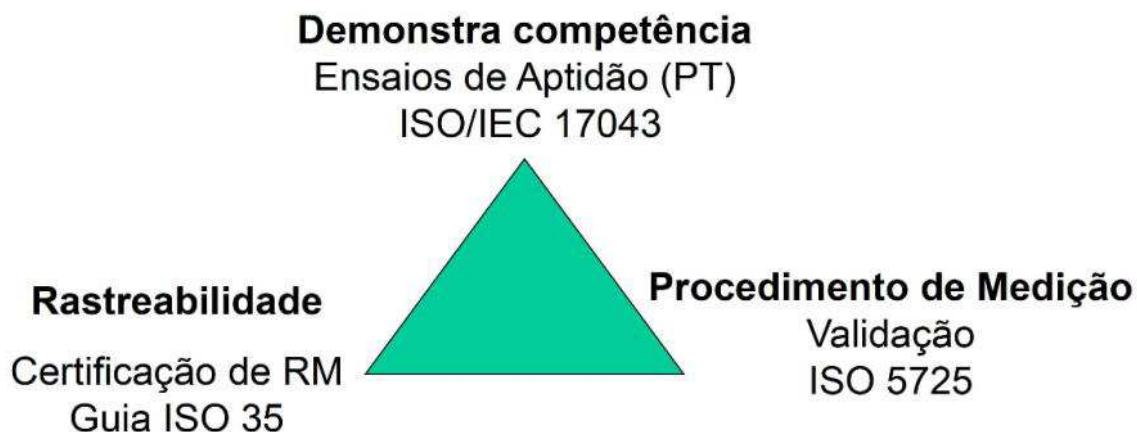 Demonstra competência
Ensaios de Aptidão (PT)
ISO/IEC 17043
Rastreabilidade
Certificação de RM
Guia ISO 35
Procedimento de Medição
Validação
ISO 5725